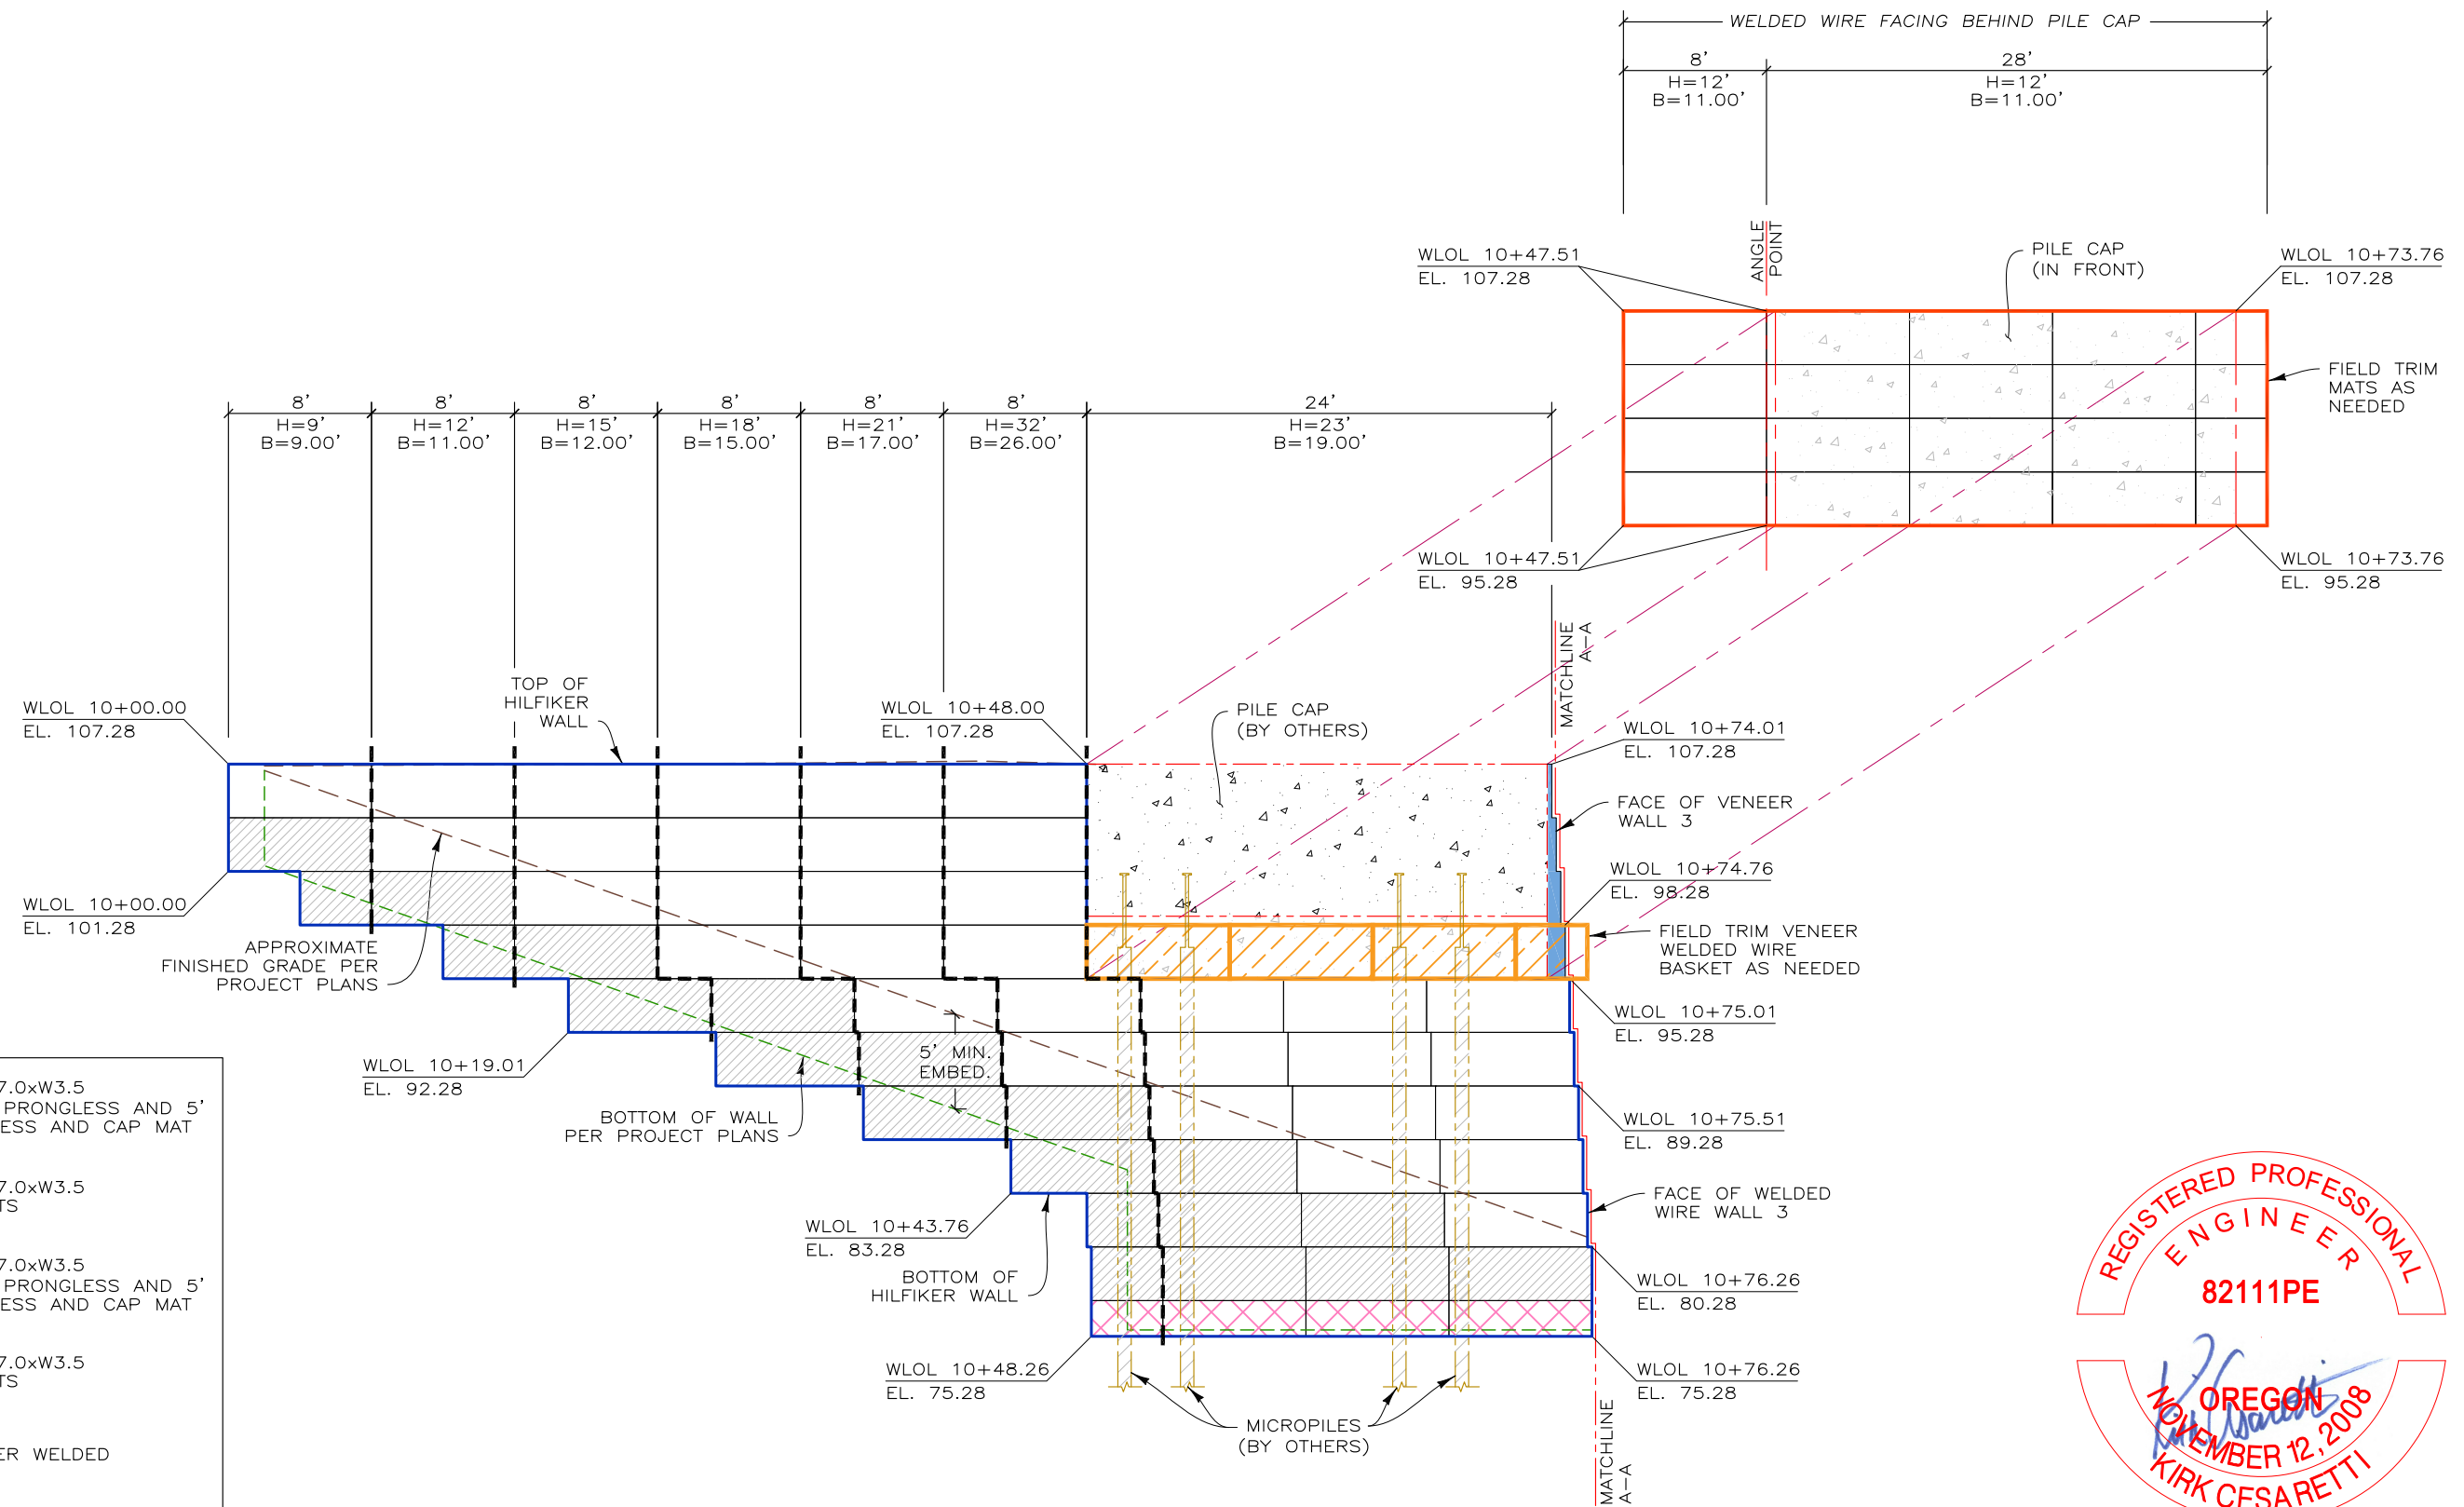 WELDED WIRE FACING BEHIND PILE CAP
8' 28'
H=12' H=12'
B=11.00' B=11.00'
ANGLE
POINT
WLOL 10+47.51
EL. 107.28
PILE CAP
(IN FRONT)
WLOL 10+73.76
EL. 107.28
FIELD TRIM
MATS AS
NEEDED
WLOL 10+47.51
EL. 95.28
WLOL 10+73.76
EL. 95.28
8' 8' 8' 8' 8' 8' 24'
H=9' H=12' H=15' H=18' H=21' H=32' H=23'
B=9.00' B=11.00' B=12.00' B=15.00' B=17.00' B=26.00' B=19.00'
MATCHLINE
A-A
WLOL 10+00.00
EL. 107.28
TOP OF
HILFIKER
WALL
WLOL 10+48.00
EL. 107.28
PILE CAP
(BY OTHERS)
WLOL 10+74.01
EL. 107.28
FACE OF VENEER
WALL 3
WLOL 10+74.76
EL. 98.28
WLOL 10+00.00
EL. 101.28
APPROXIMATE
FINISHED GRADE PER
PROJECT PLANS
FIELD TRIM VENEER
WELDED WIRE
BASKET AS NEEDED
WLOL 10+75.01
EL. 95.28
5' MIN.
EMBED.
WLOL 10+19.01
EL. 92.28
BOTTOM OF WALL
PER PROJECT PLANS
WLOL 10+75.51
EL. 89.28
FACE OF WELDED
WIRE WALL 3
WLOL 10+43.76
EL. 83.28
BOTTOM OF
HILFIKER WALL
WLOL 10+76.26
EL. 80.28
WLOL 10+48.26
EL. 75.28
WLOL 10+76.26
EL. 75.28
MICROPILES
(BY OTHERS)
MATCHLINE
A-A
7.0xW3.5
PRONGLESS AND 5'
ESS AND CAP MAT
7.0xW3.5
TS
7.0xW3.5
PRONGLESS AND 5'
ESS AND CAP MAT
7.0xW3.5
TS
ER WELDED
REGISTERED PROFESSIONAL
ENGINEER
82111PE
OREGON
NOVEMBER 12, 2008
KIRK CESARETTI